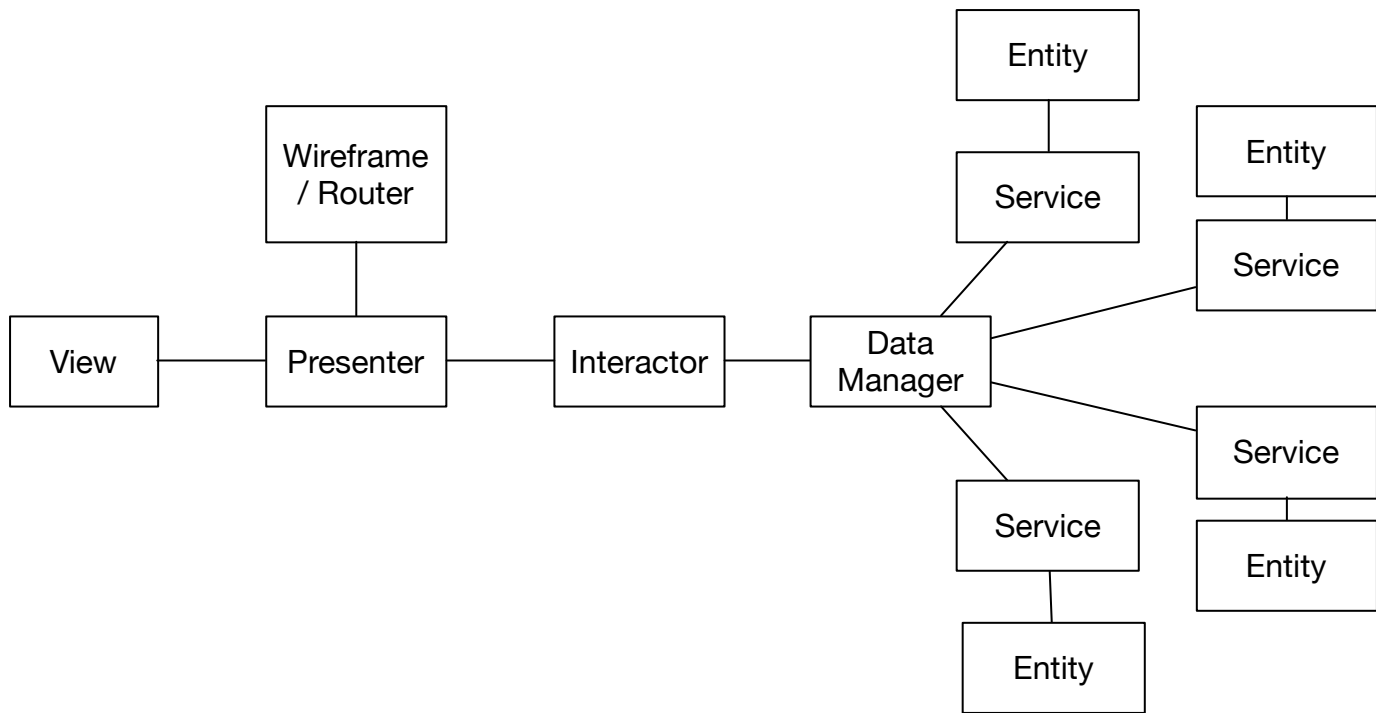 Entity
Wireframe
/ Router
Entity
Service
Service
View
Presenter
Interactor
Data
Manager
Service
Service
Entity
Entity